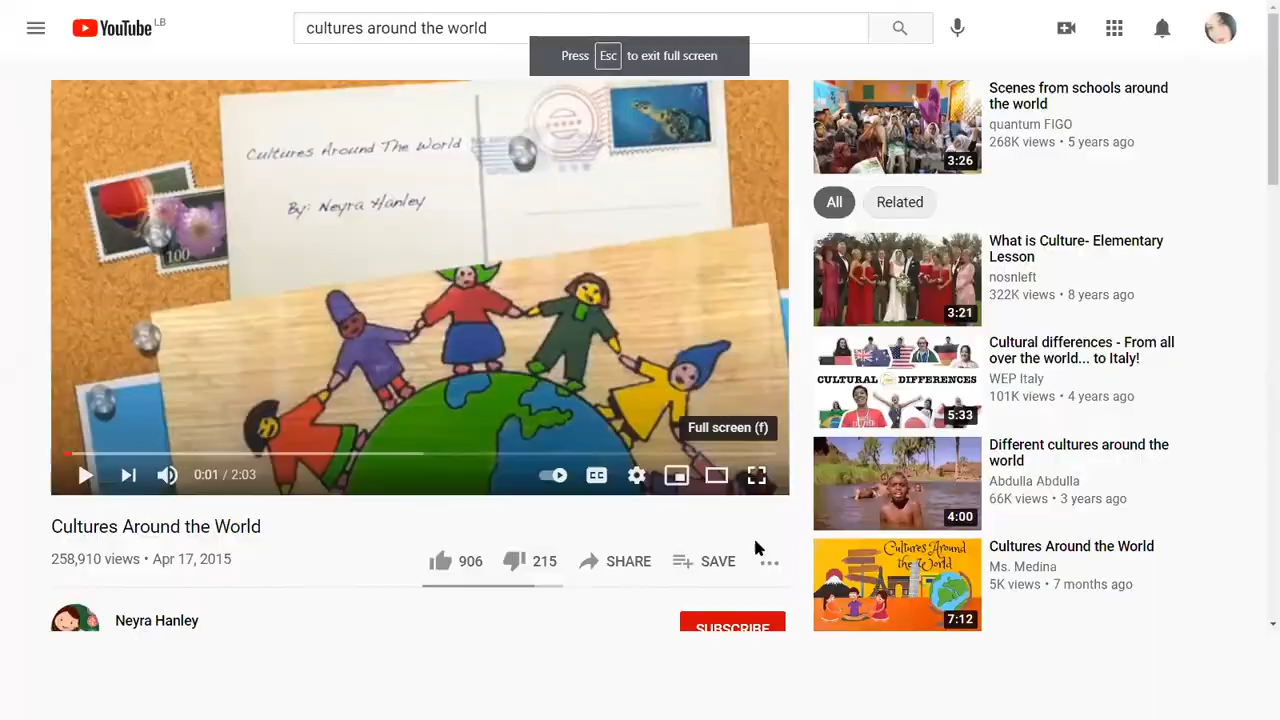 YouTube LB
cultures around the world
Press Esc to exit full screen
Cultures Around The World
By: Neyra Hanley
75
100
Full screen (f)
0:01 / 2:03
CC
Cultures Around the World
258,910 views • Apr 17, 2015
906
215
SHARE
SAVE
Neyra Hanley
SUBSCRIBE
Scenes from schools around
the world
quantum FIGO
268K views • 5 years ago
3:26
All
Related
What is Culture- Elementary
Lesson
nosnleft
322K views • 8 years ago
3:21
Cultural differences - From all
over the world... to Italy!
WEP Italy
101K views • 4 years ago
CULTURAL DIFFERENCES
5:33
Different cultures around the
world
Abdulla Abdulla
66K views • 3 years ago
4:00
Cultures Around the World
Ms. Medina
5K views • 7 months ago
Cultures Around
the World
7:12